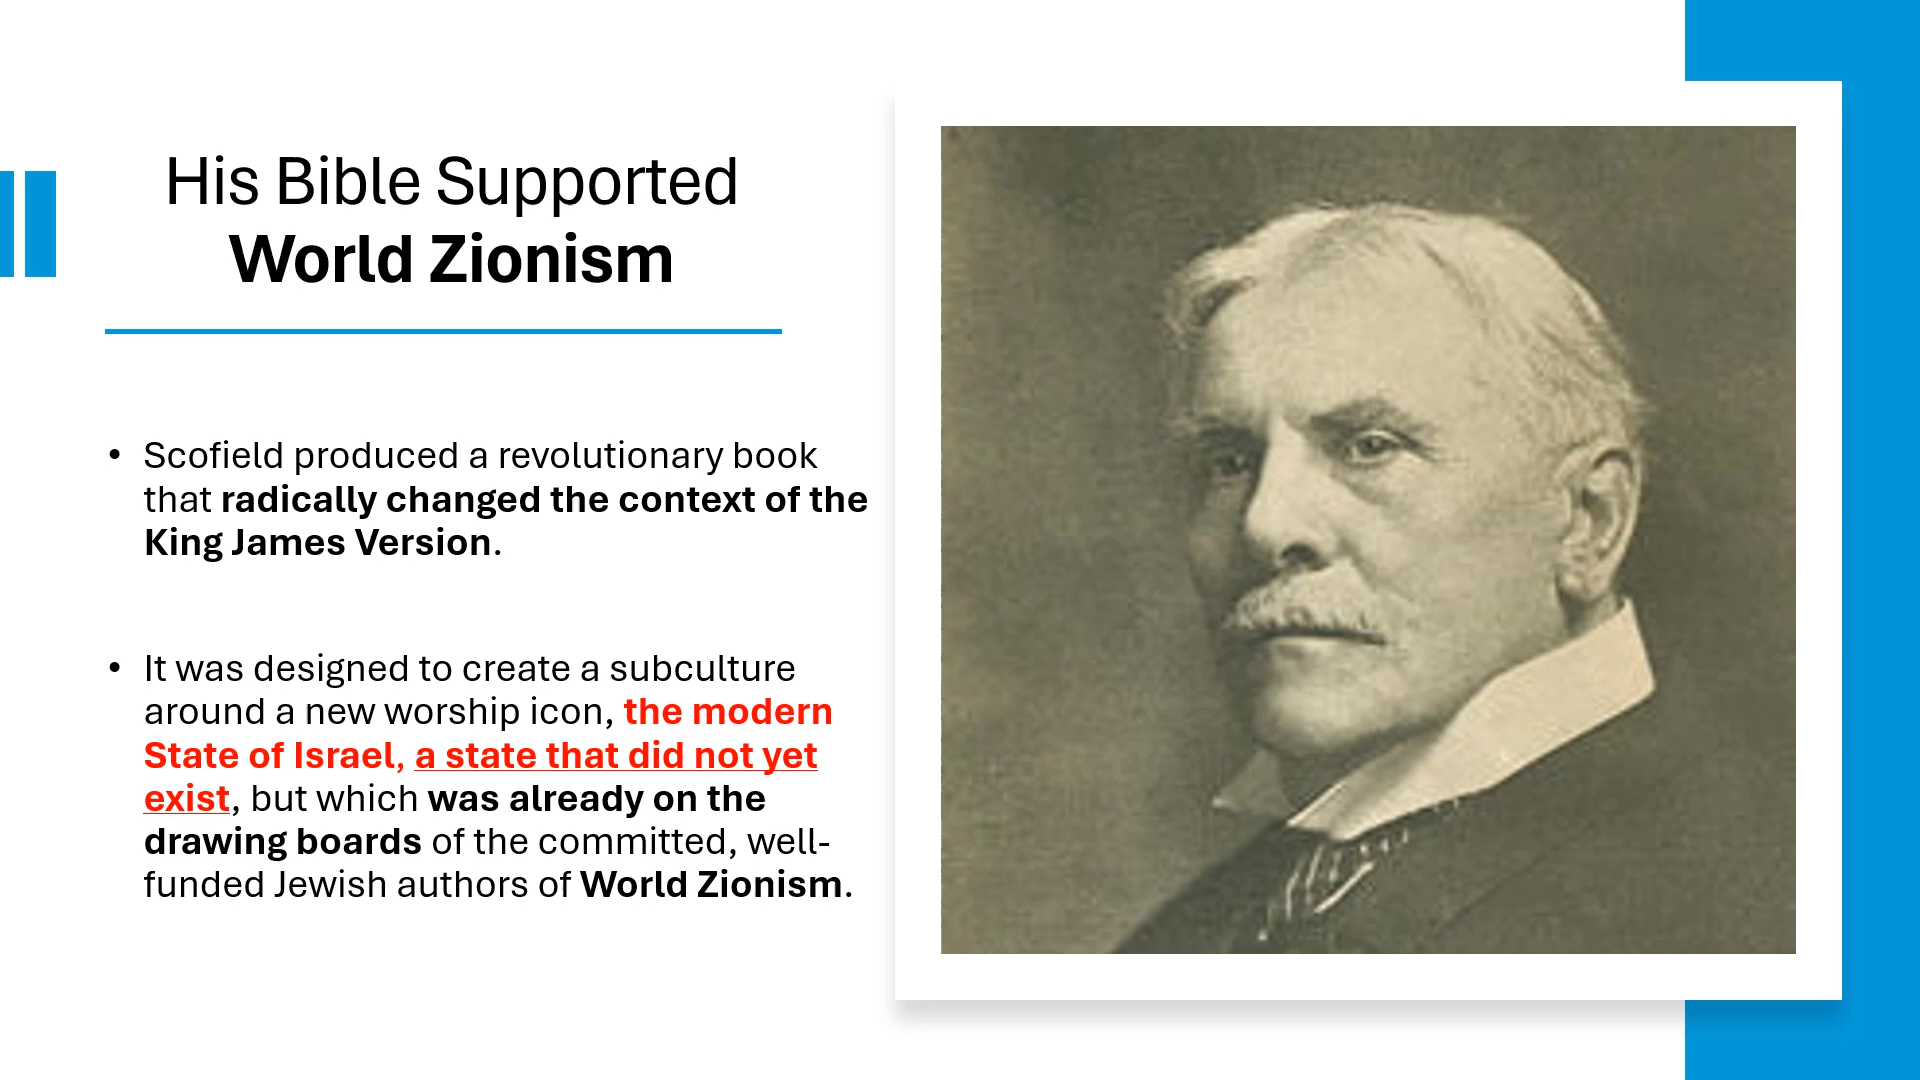 His Bible Supported
World Zionism
• Scofield produced a revolutionary book
that radically changed the context of the
King James Version.
• It was designed to create a subculture
around a new worship icon, the modern
State of Israel, a state that did not yet
exist, but which was already on the
drawing boards of the committed, well-
funded Jewish authors of World Zionism.